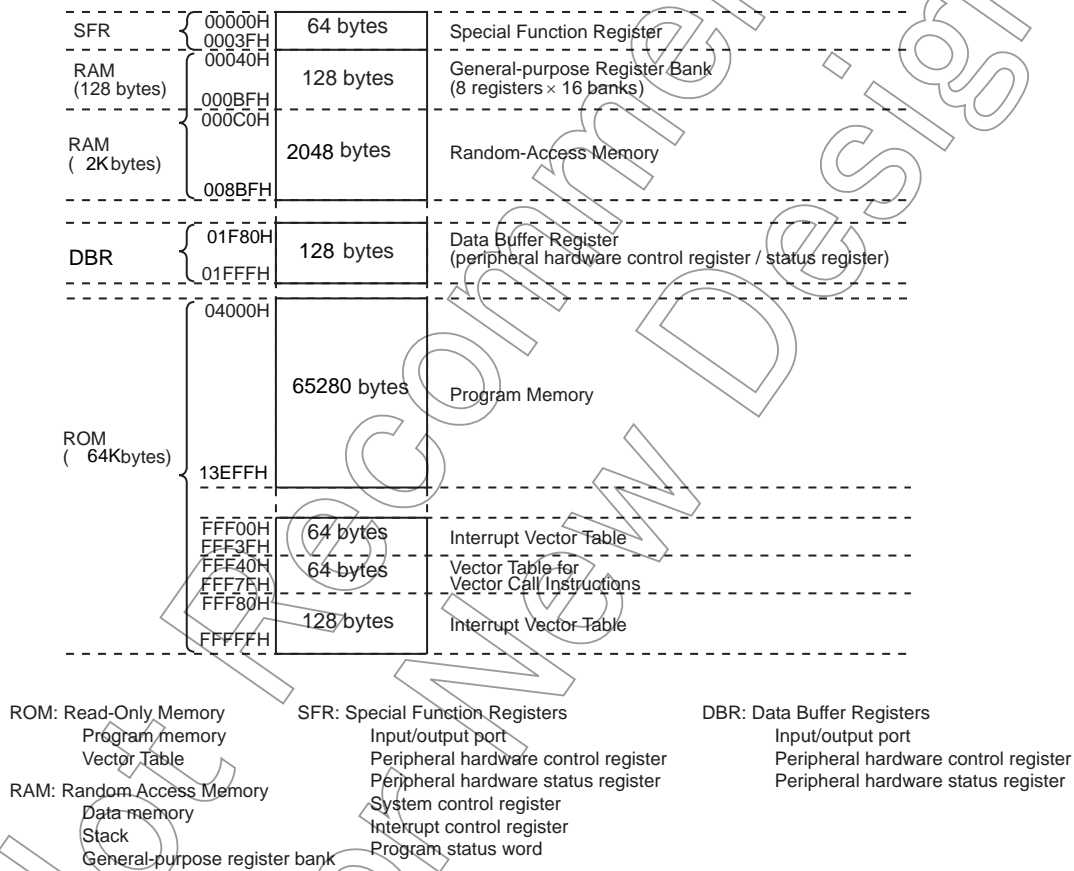 SFR
00000H
0003FH
64 bytes
Special Function Register
RAM
(128 bytes)
00040H
000BFH
128 bytes
General-purpose Register Bank
(8 registers × 16 banks)
RAM
( 2Kbytes)
000C0H
008BFH
2048 bytes
Random-Access Memory
DBR
01F80H
01FFFH
128 bytes
Data Buffer Register
(peripheral hardware control register / status register)
ROM
( 64Kbytes)
04000H
13EFFH
65280 bytes
Program Memory
FFF00H
FFF3FH
64 bytes
Interrupt Vector Table
FFF40H
FFF7FH
64 bytes
Vector Table for
Vector Call Instructions
FFF80H
FFFFFH
128 bytes
Interrupt Vector Table
ROM: Read-Only Memory
Program memory
Vector Table
RAM: Random Access Memory
Data memory
Stack
General-purpose register bank
SFR: Special Function Registers
Input/output port
Peripheral hardware control register
Peripheral hardware status register
System control register
Interrupt control register
Program status word
DBR: Data Buffer Registers
Input/output port
Peripheral hardware control register
Peripheral hardware status register